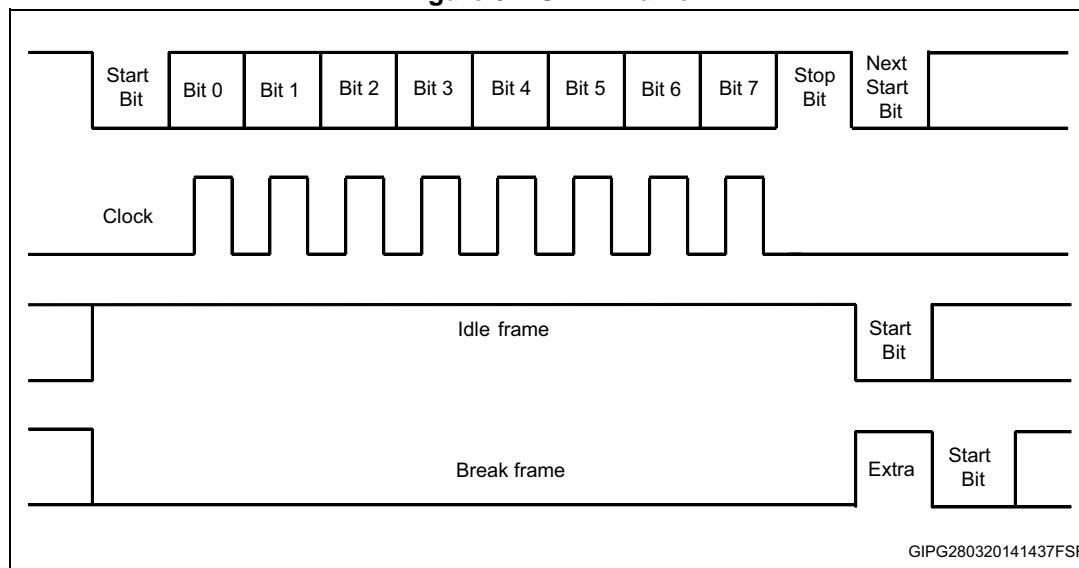 Start
Bit
Bit 0
Bit 1
Bit 2
Bit 3
Bit 4
Bit 5
Bit 6
Bit 7
Stop
Bit
Next
Start
Bit
Clock
Idle frame
Start
Bit
Break frame
Extra
Start
Bit